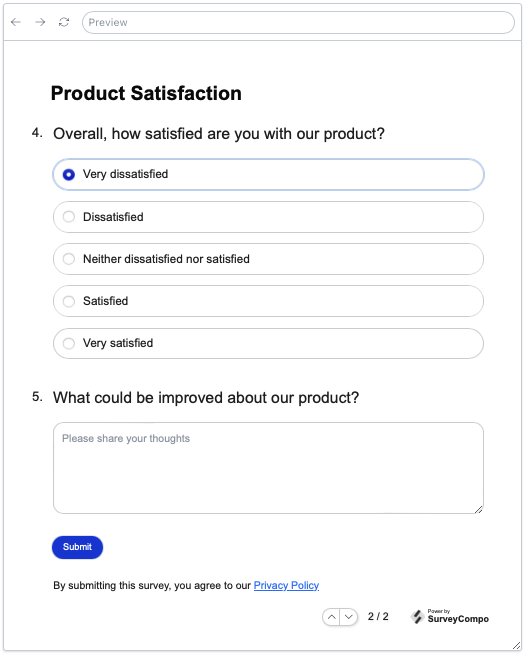 Preview
Product Satisfaction
4. Overall, how satisfied are you with our product?
Very dissatisfied
Dissatisfied
Neither dissatisfied nor satisfied
Satisfied
Very satisfied
5. What could be improved about our product?
Please share your thoughts
Submit
By submitting this survey, you agree to our Privacy Policy
2 / 2
Power by
SurveyCompo